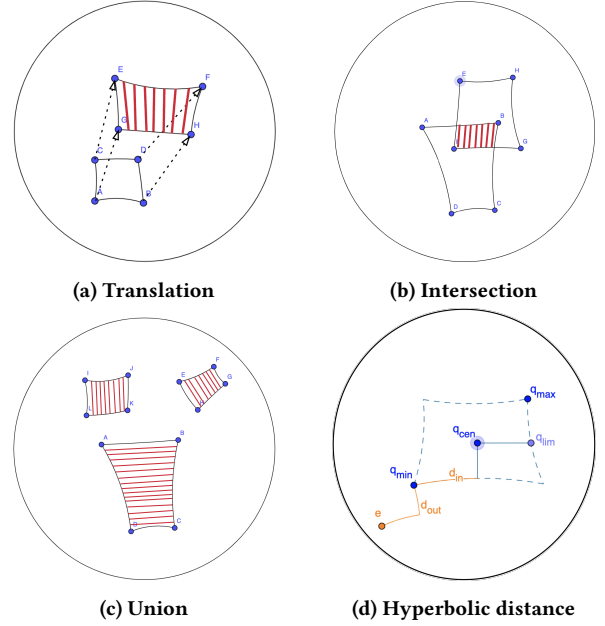 E
F
G
H
C
D
A
B
(a) Translation
E
H
A
B
G
D
C
(b) Intersection
I
J
L
K
F
E
G
A
B
C
(c) Union
q_max
q_cen
q_lim
q_min
d_in
d_out
e
(d) Hyperbolic distance